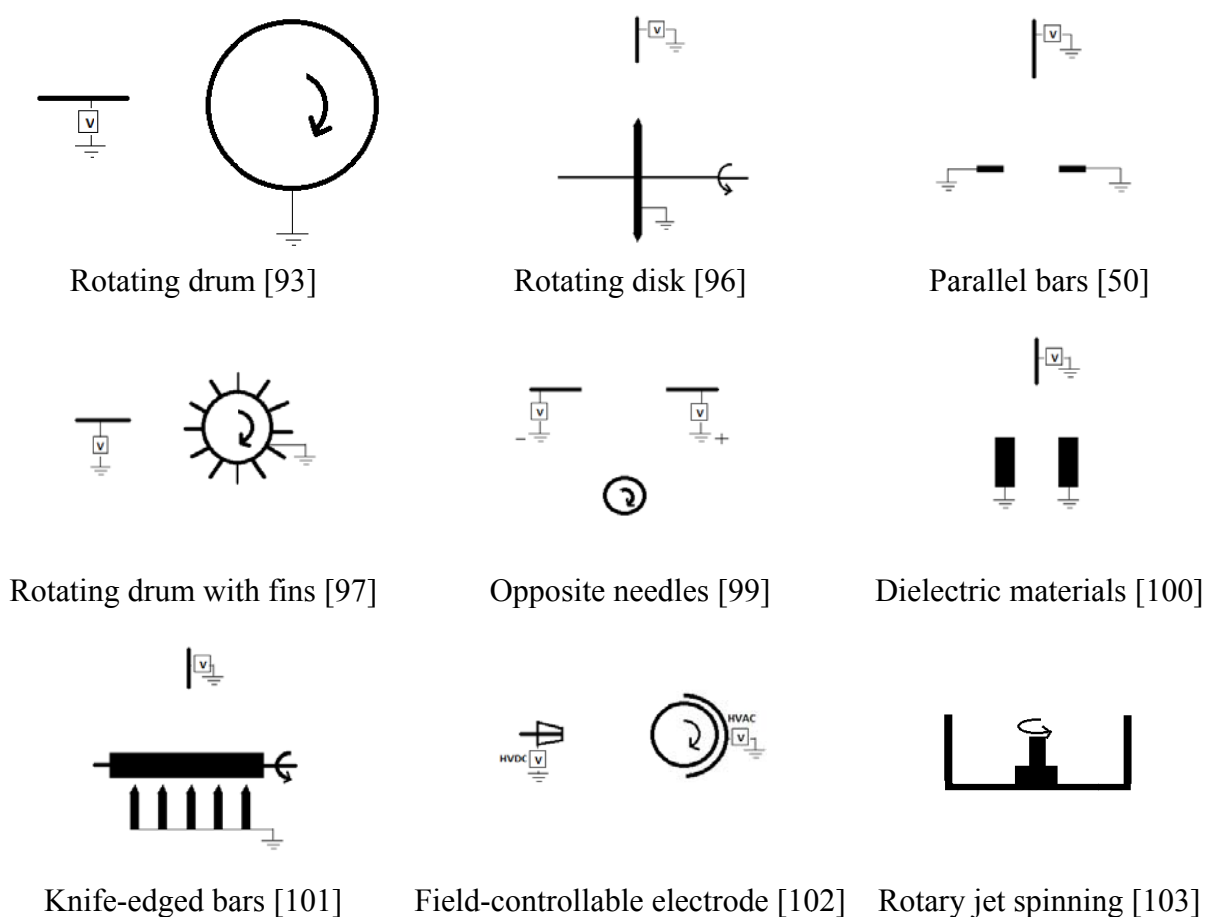 V
V
V
Rotating drum [93]
Rotating disk [96]
Parallel bars [50]
V
V
V
V
- +
Rotating drum with fins [97]
Opposite needles [99]
Dielectric materials [100]
V
HVAC
V
HVDC V
Knife-edged bars [101]
Field-controllable electrode [102]
Rotary jet spinning [103]